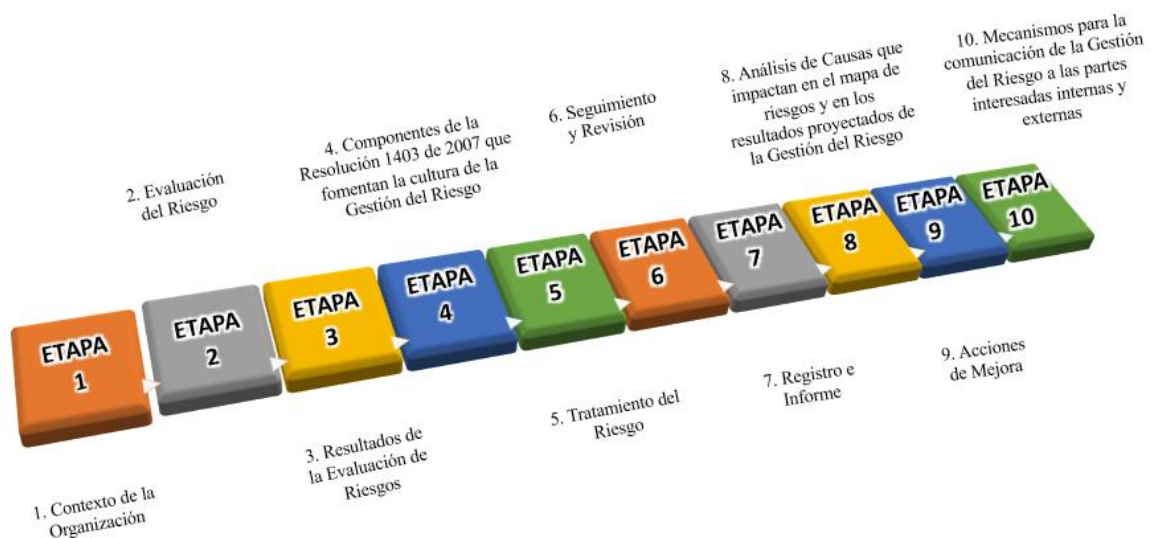 1. Contexto de la
Organización
2. Evaluación
del Riesgo
3. Resultados de
la Evaluación de
Riesgos
4. Componentes de la
Resolución 1403 de 2007 que
fomentan la cultura de la
Gestión del Riesgo
5. Tratamiento del
Riesgo
6. Seguimiento
y Revisión
7. Registro e
Informe
8. Análisis de Causas que
impactan en el mapa de
riesgos y en los
resultados proyectados de
la Gestión del Riesgo
9. Acciones
de Mejora
10. Mecanismos para la
comunicación de la Gestión
del Riesgo a las partes
interesadas internas y
externas
ETAPA
1
ETAPA
2
ETAPA
3
ETAPA
4
ETAPA
5
ETAPA
6
ETAPA
7
ETAPA
8
ETAPA
9
ETAPA
10